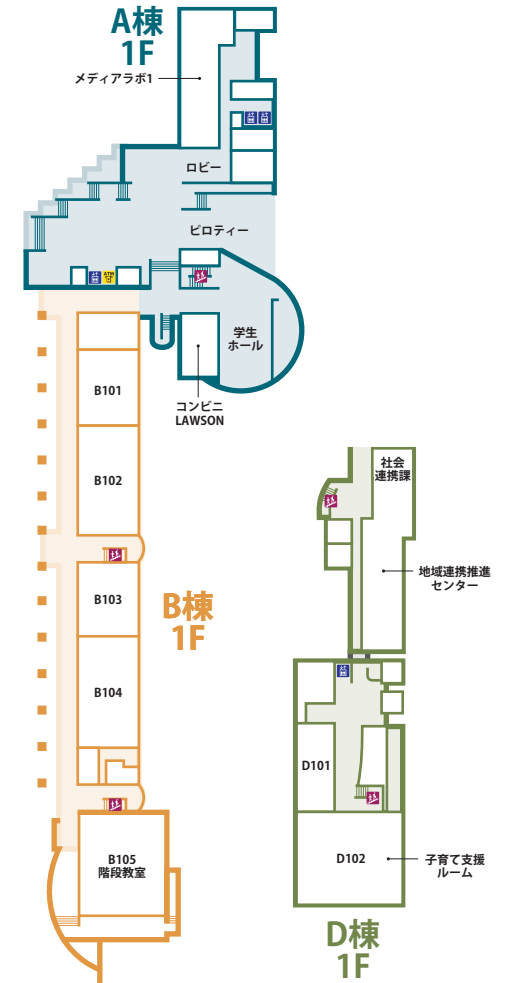 A棟
1F
メディアラボ1
ロビー
ピロティー
ATM
学生
ホール
コンビニ
LAWSON
B101
B102
B103
B104
B105
階段教室
B棟
1F
社会
連携課
地域連携推進
センター
D101
D102
子育て支援
ルーム
D棟
1F